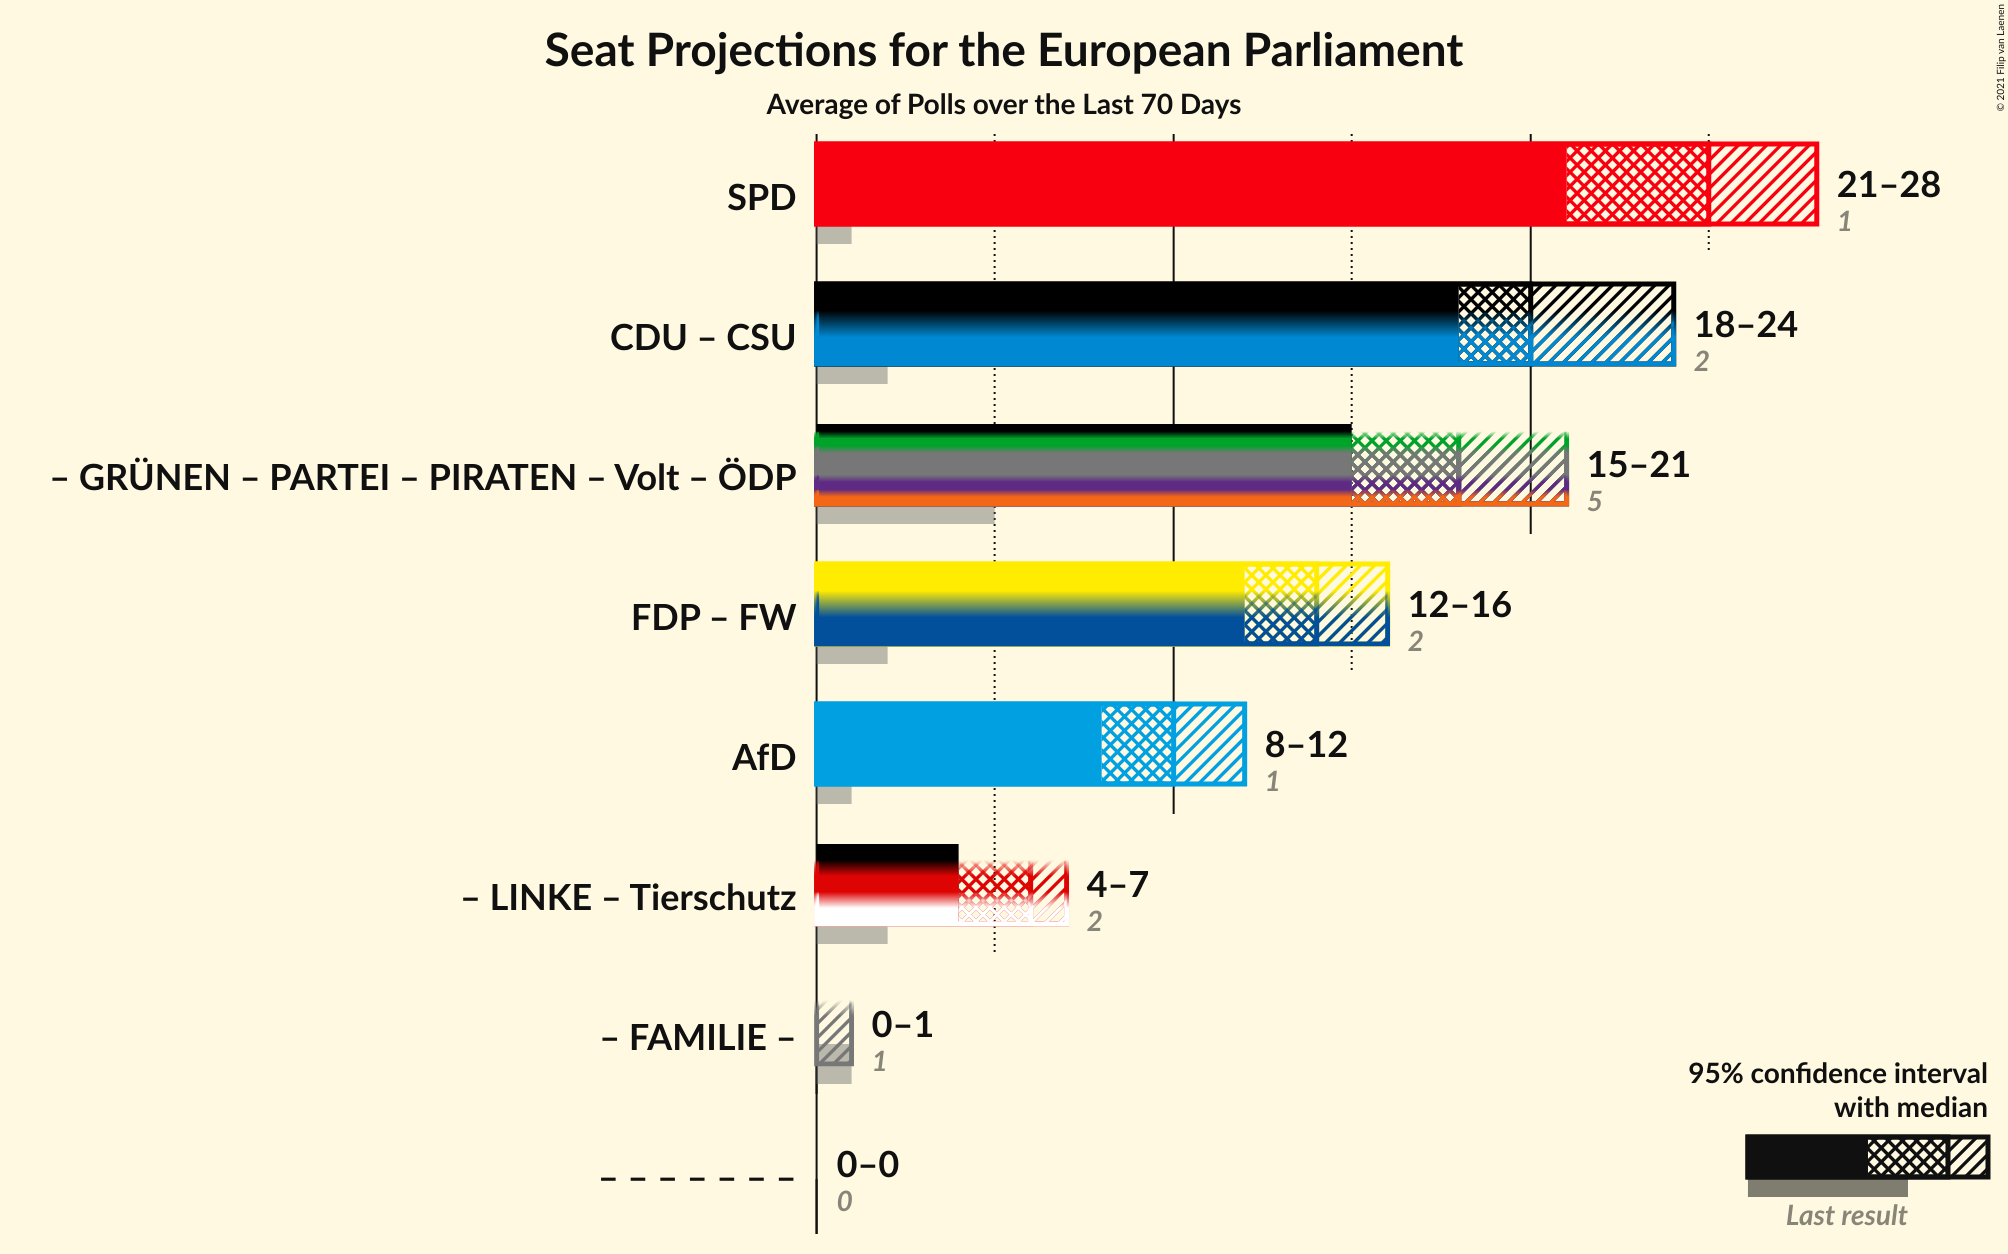 Seat Projections for the European Parliament
Average of Polls over the Last 70 Days
© 2021 Filip van Laenen
SPD
21–28
1
CDU – CSU
18–24
2
– GRÜNEN – PARTEI – PIRATEN – Volt – ÖDP
15–21
5
FDP – FW
12–16
2
AfD
8–12
1
– LINKE – Tierschutz
4–7
2
– FAMILIE –
0–1
1
– – – – – – –
0–0
0
95% confidence interval
with median
Last result